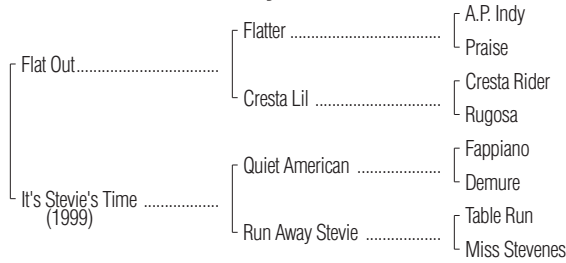 A.P. Indy
Flatter ................................
Praise
Flat Out..............................
Cresta Rider
Cresta Lil ...........................
Rugosa
Fappiano
Quiet American ..................
Demure
It's Stevie's Time ................
(1999)
Table Run
Run Away Stevie ................
Miss Stevenes